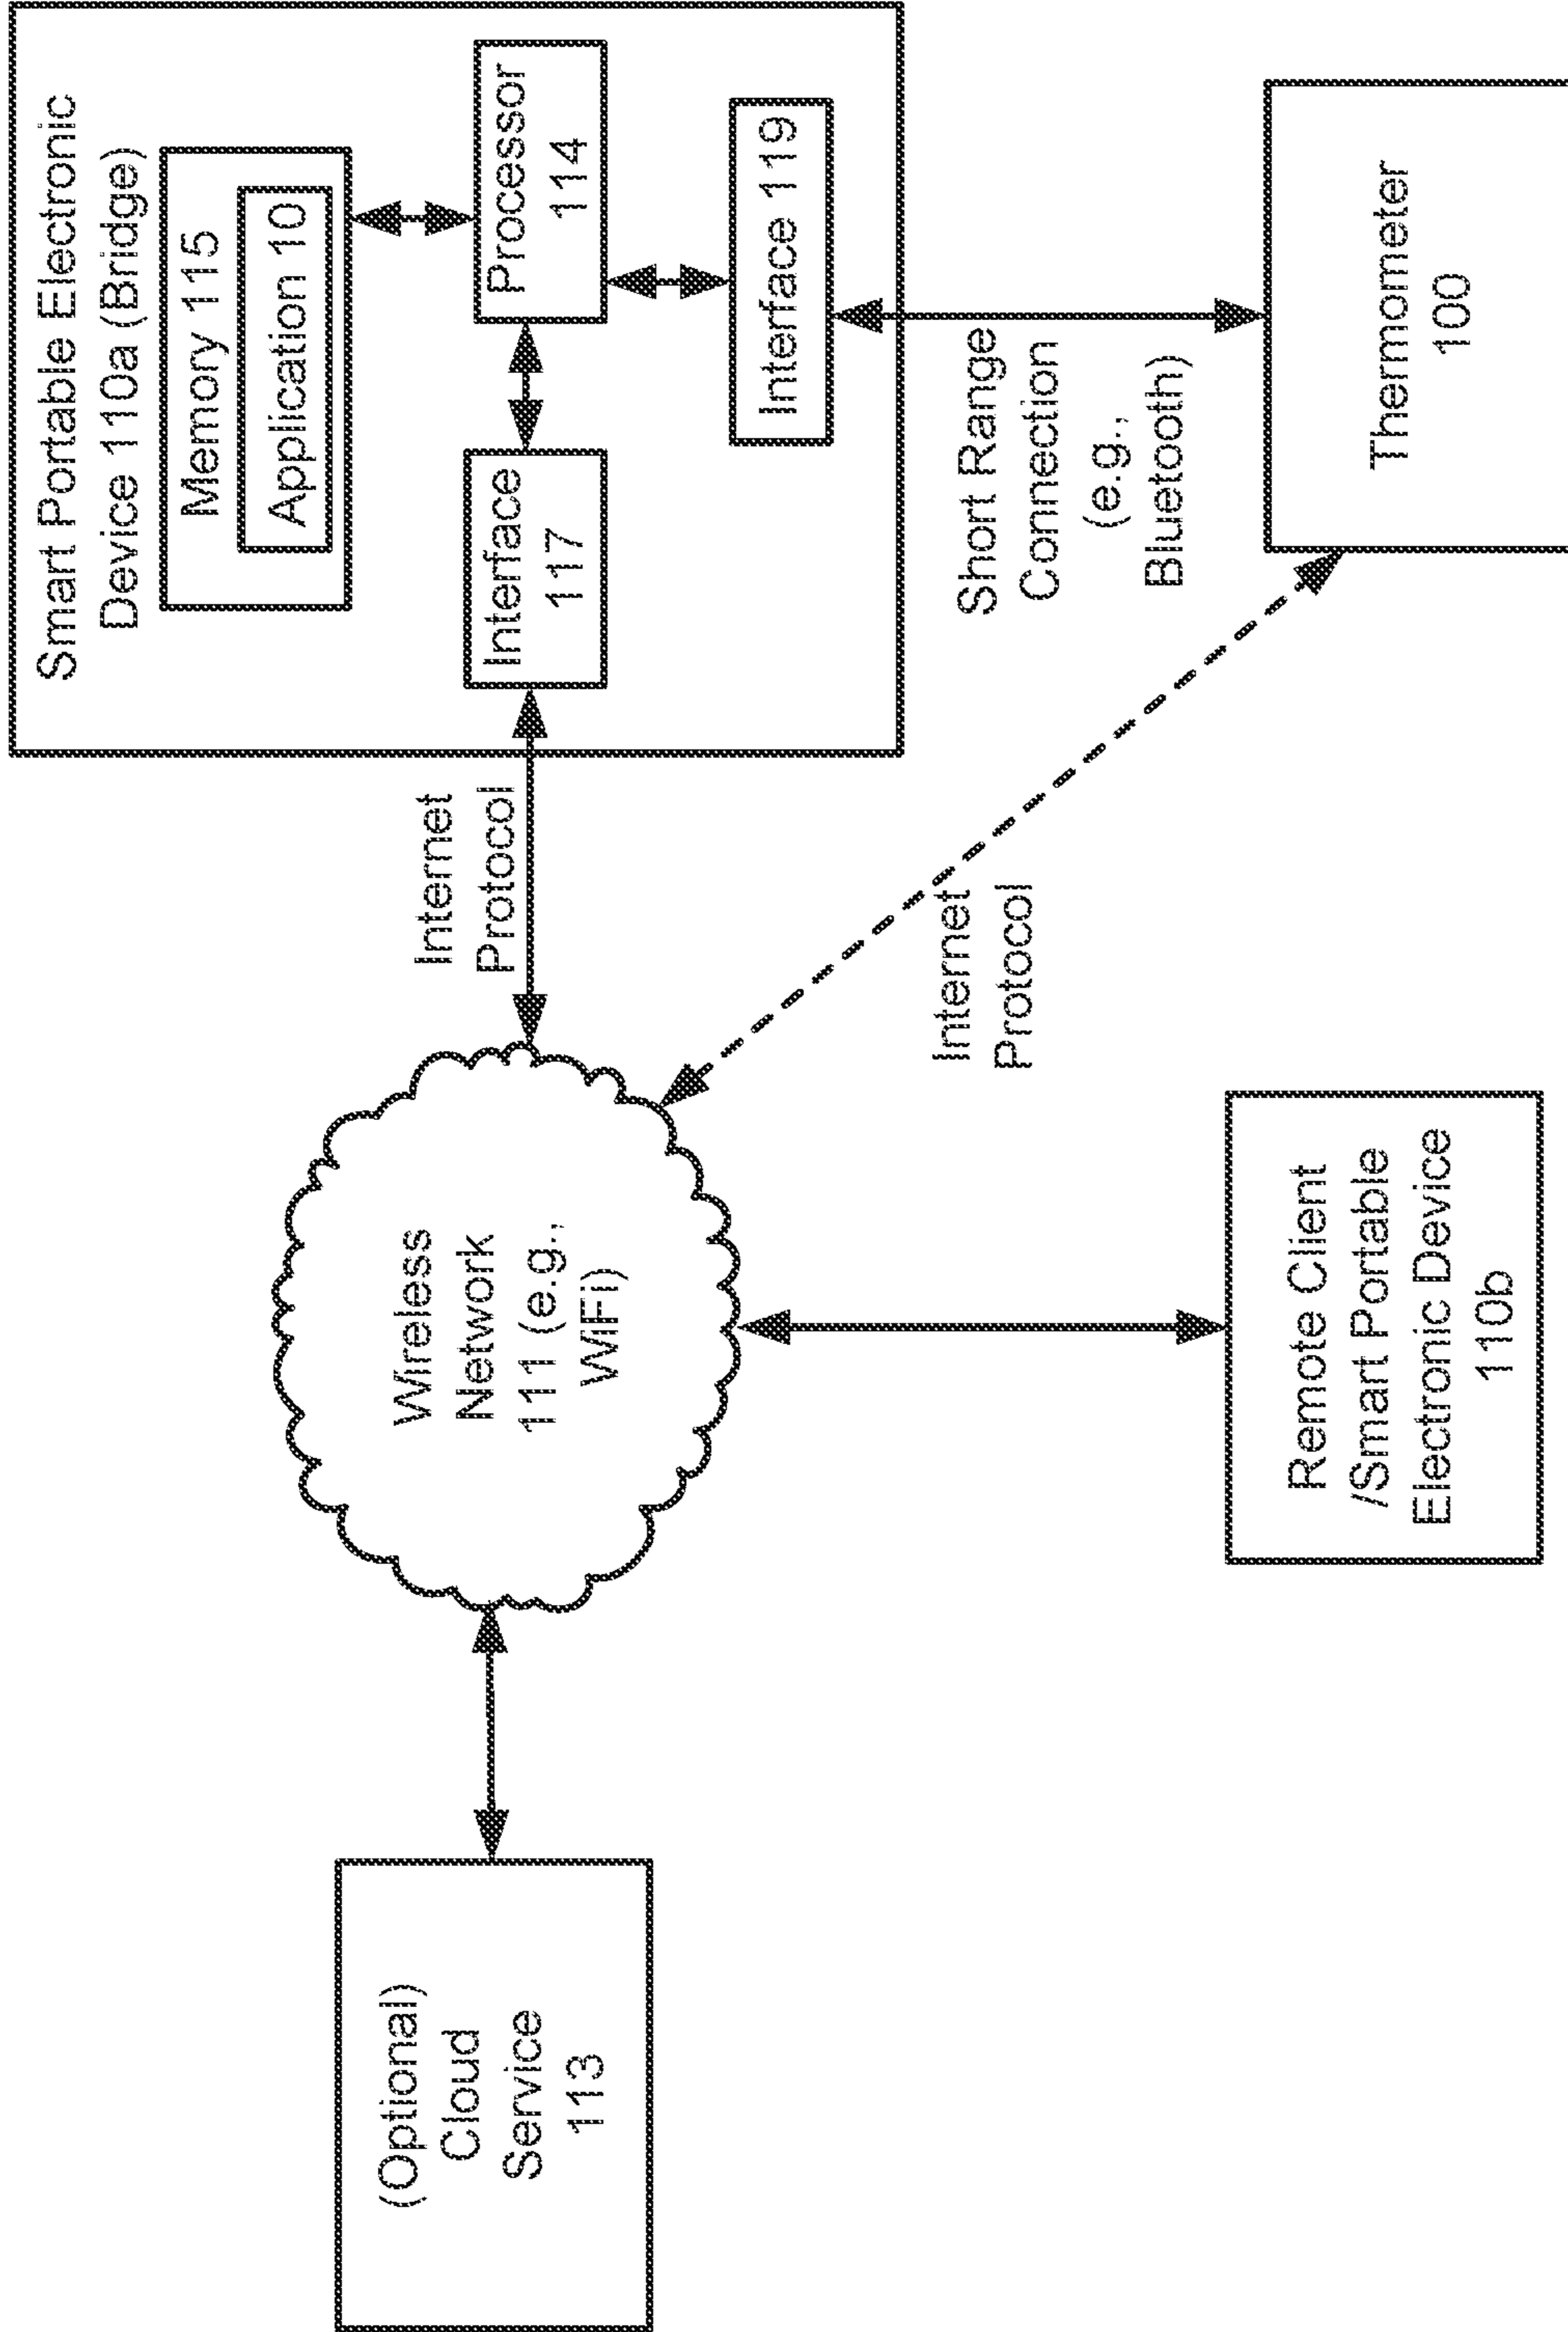 (Optional)
Cloud
Service
113
Wireless
Network
111 (e.g.,
WiFi)
Internet
Protocol
Smart Portable Electronic
Device 110a (Bridge)
Memory 115
Application 10
Interface
117
Processor
114
Interface 119
Internet
Protocol
Short Range
Connection
(e.g.,
Bluetooth)
Remote Client
/Smart Portable
Electronic Device
110b
Thermometer
100